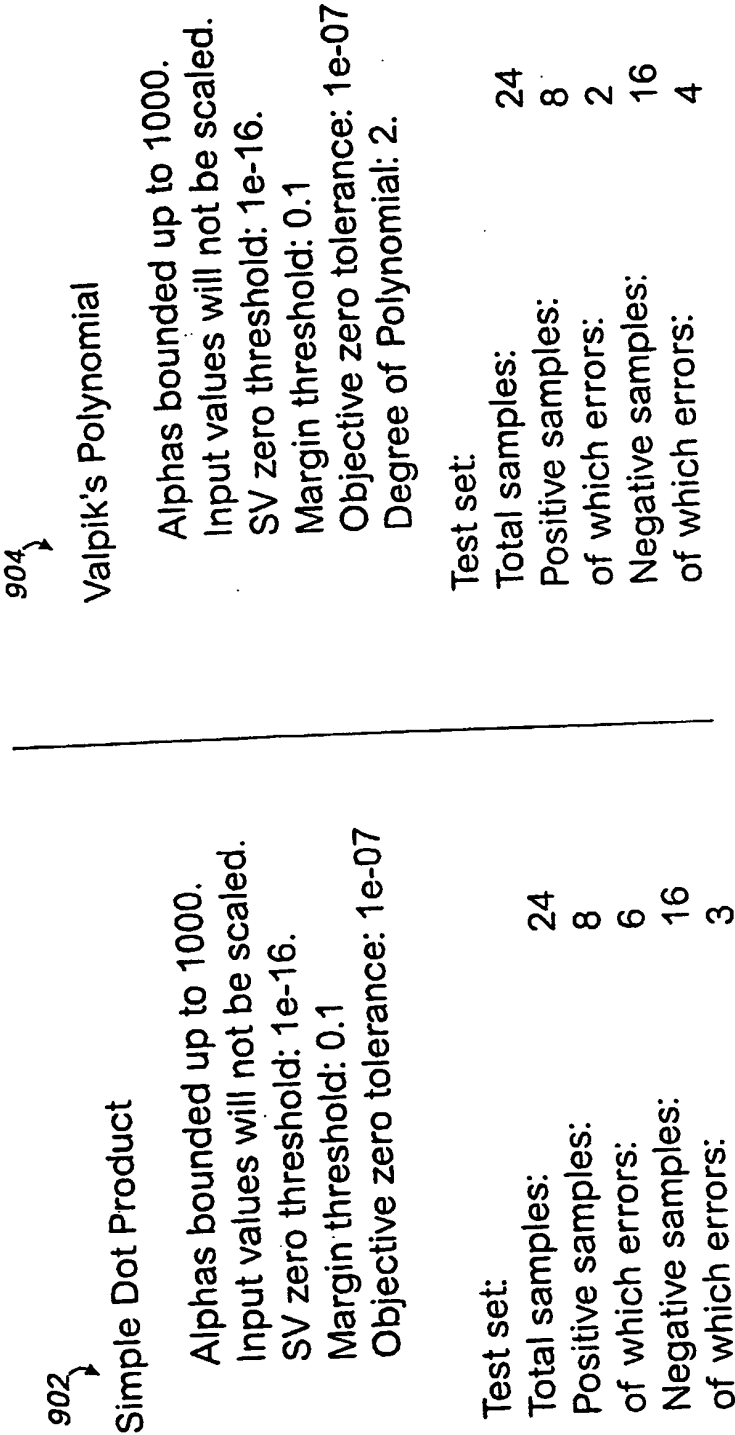 902
Simple Dot Product
Alphas bounded up to 1000.
Input values will not be scaled.
SV zero threshold: 1e-16.
Margin threshold: 0.1
Objective zero tolerance: 1e-07
Test set:
Total samples: 24
Positive samples: 8
of which errors: 6
Negative samples: 16
of which errors: 3
904
Valpik's Polynomial
Alphas bounded up to 1000.
Input values will not be scaled.
SV zero threshold: 1e-16.
Margin threshold: 0.1
Objective zero tolerance: 1e-07
Degree of Polynomial: 2.
Test set:
Total samples: 24
Positive samples: 8
of which errors: 2
Negative samples: 16
of which errors: 4